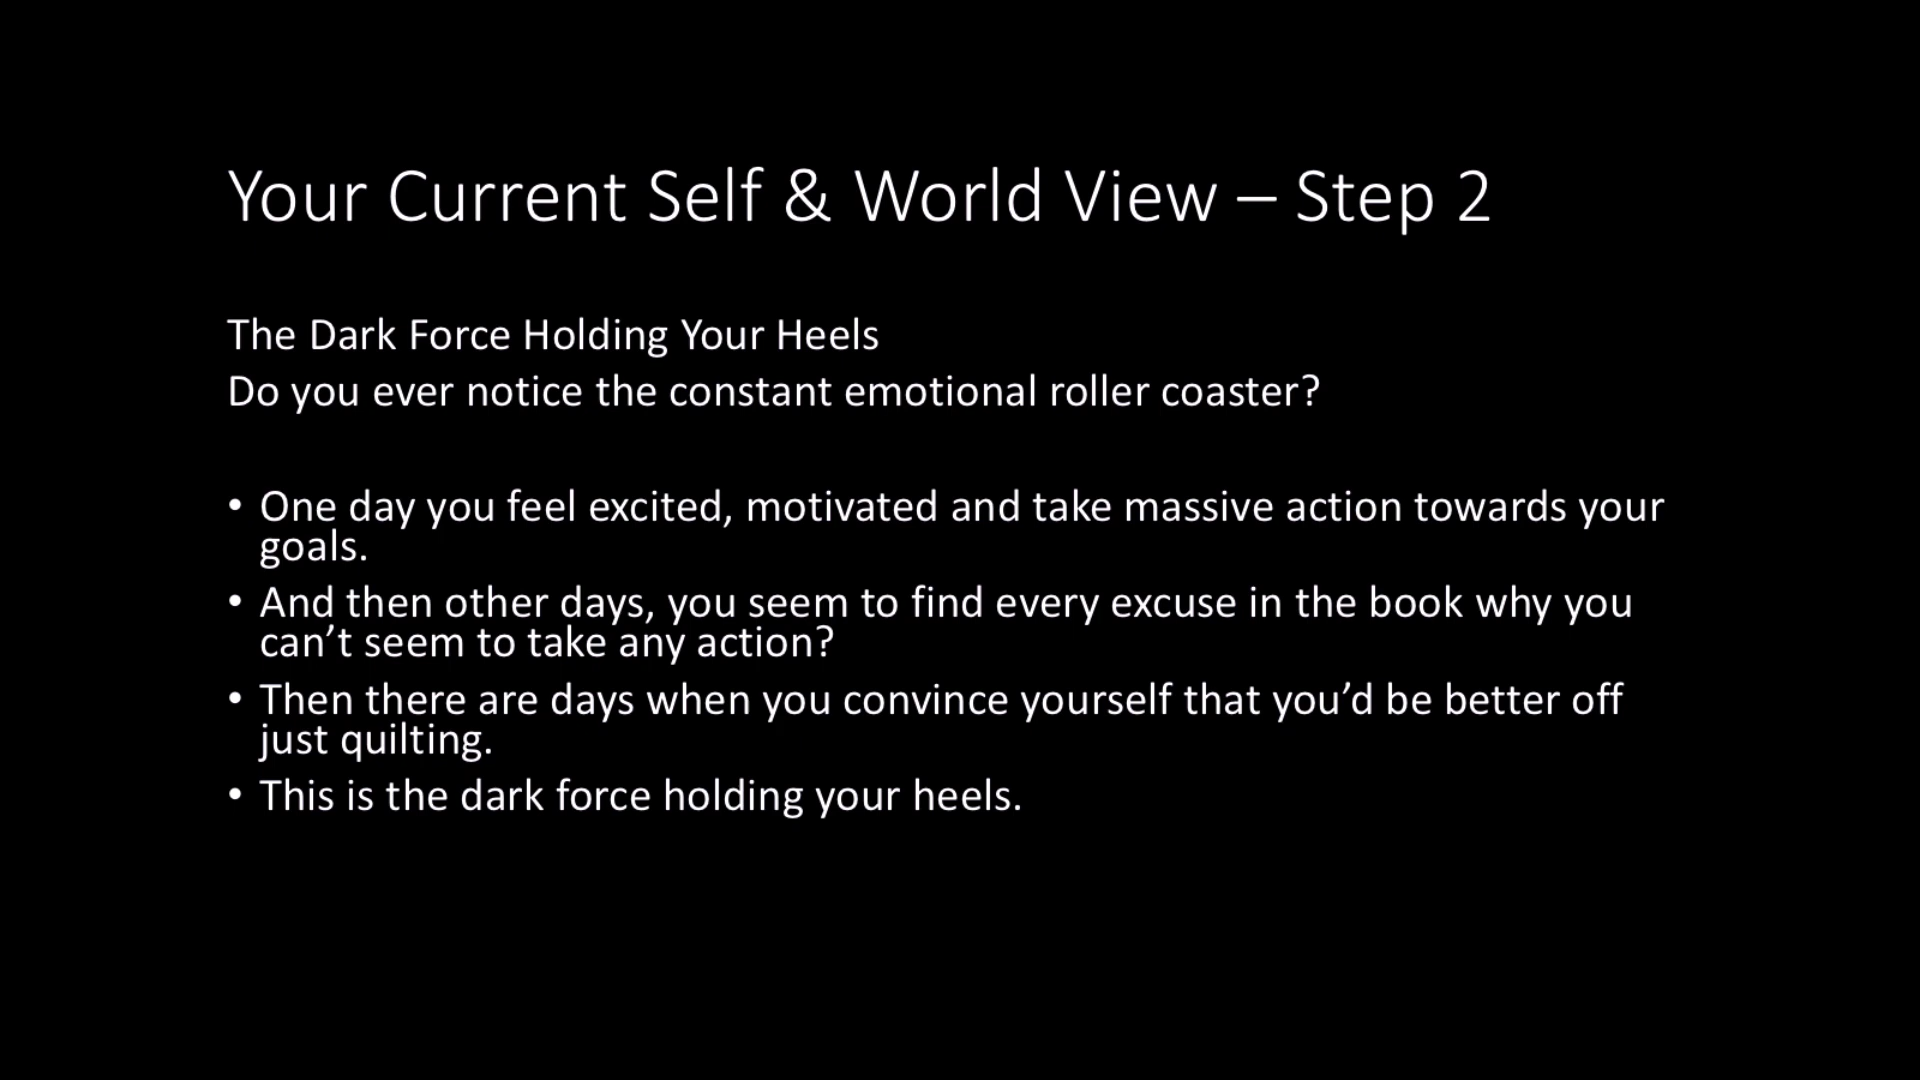 Your Current Self & World View – Step 2
The Dark Force Holding Your Heels
Do you ever notice the constant emotional roller coaster?
• One day you feel excited, motivated and take massive action towards your
goals.
• And then other days, you seem to find every excuse in the book why you
can’t seem to take any action?
• Then there are days when you convince yourself that you’d be better off
just quilting.
• This is the dark force holding your heels.